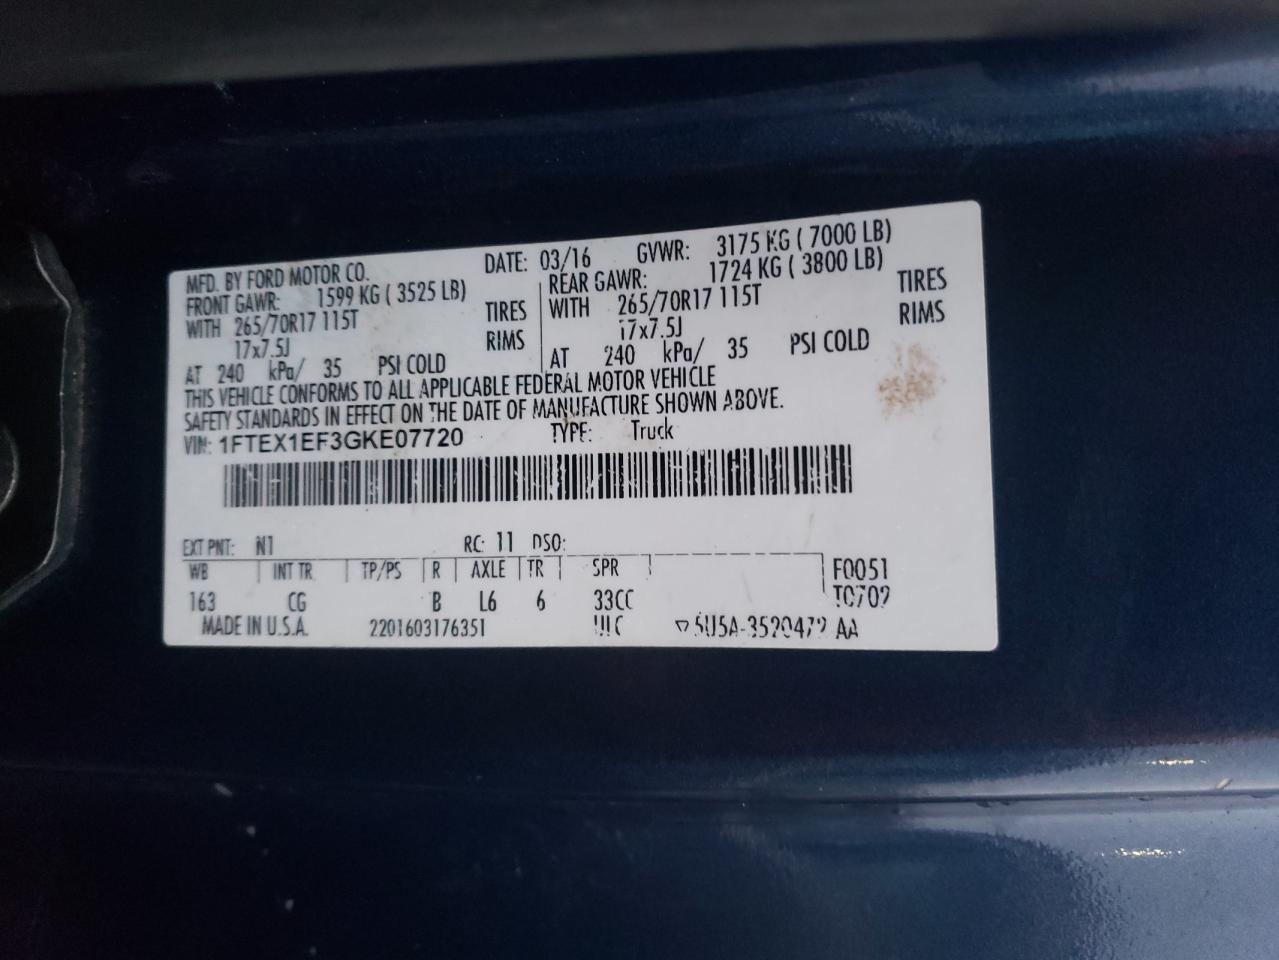 MFD. BY FORD MOTOR CO. DATE: 03/16 GVWR: 3175 KG ( 7000 LB)
FRONT GAWR: 1599 KG ( 3525 LB) REAR GAWR: 1724 KG ( 3800 LB)
WITH 265/70R17 115T TIRES WITH 265/70R17 115T TIRES
17x7.5J RIMS 17x7.5J RIMS
AT 240 kPa/ 35 PSI COLD AT 240 kPa/ 35 PSI COLD
THIS VEHICLE CONFORMS TO ALL APPLICABLE FEDERAL MOTOR VEHICLE
SAFETY STANDARDS IN EFFECT ON THE DATE OF MANUFACTURE SHOWN ABOVE.
VIN: 1FTEX1EF3GKE07720 TYPE: Truck
EXT PNT: N1 RC: 11 DSO:
WB INT TR TP/PS R AXLE TR SPR F0051
163 CG B L6 6 33CC
MADE IN U.S.A. 2201603176351 AA